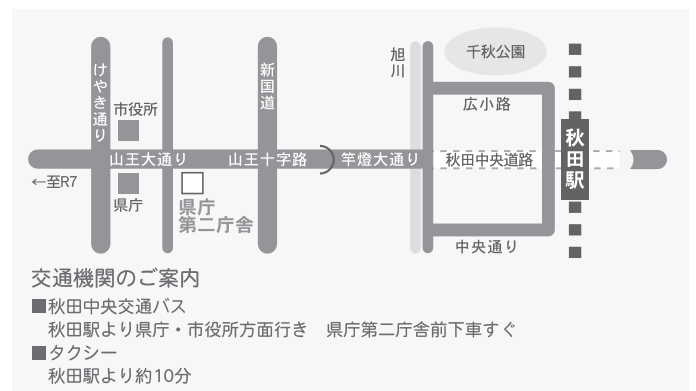 けやき通り
市役所
新国道
旭川
千秋公園
広小路
秋田駅
山王大通り
山王十字路
竿燈大通り
秋田中央道路
←至R7
県庁
県庁
第二庁舎
中央通り
交通機関のご案内
■秋田中央交通バス
秋田駅より県庁・市役所方面行き　県庁第二庁舎前下車すぐ
■タクシー
秋田駅より約10分